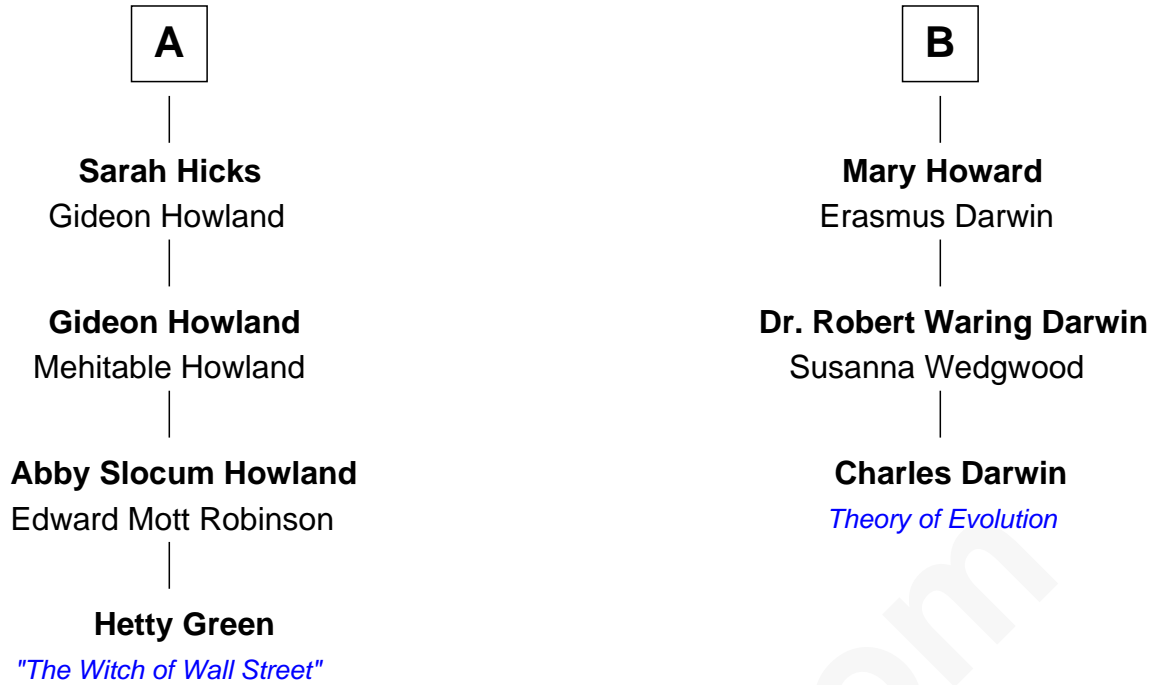 A
Sarah Hicks
Gideon Howland
Gideon Howland
Mehitable Howland
Abby Slocum Howland
Edward Mott Robinson
Hetty Green
"The Witch of Wall Street"
B
Mary Howard
Erasmus Darwin
Dr. Robert Waring Darwin
Susanna Wedgwood
Charles Darwin
Theory of Evolution